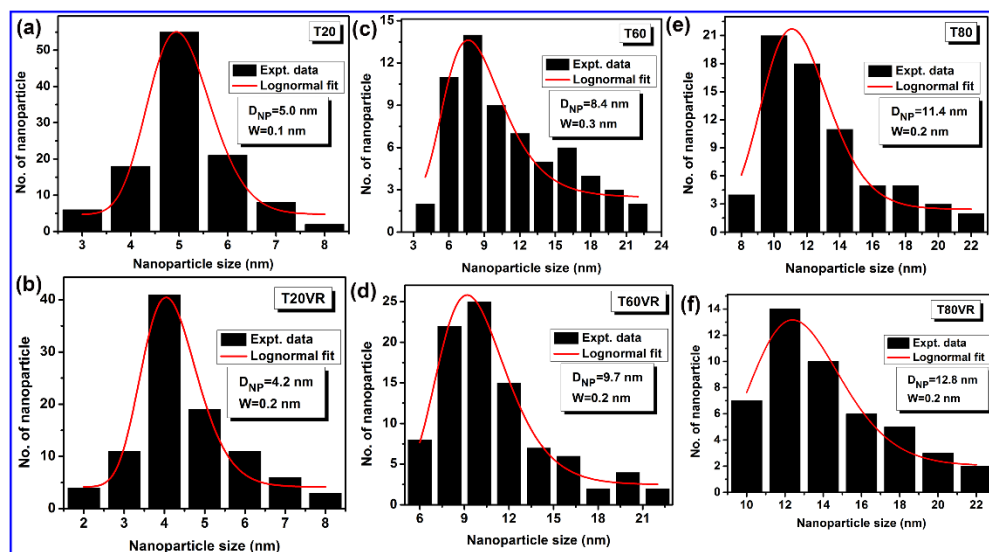 (a)
T20
Expt. data
Lognormal fit
D_NP=5.0 nm
W=0.1 nm
No. of nanoparticle
50
40
30
20
10
0
3 4 5 6 7 8
Nanoparticle size (nm)
(c)
T60
Expt. data
Lognormal fit
D_NP=8.4 nm
W=0.3 nm
No. of nanoparticle
15
12
9
6
3
0
3 6 9 12 15 18 21 24
Nanoparticle size (nm)
(e)
T80
Expt. data
Lognormal fit
D_NP=11.4 nm
W=0.2 nm
No. of nanoparticle
21
18
15
12
9
6
3
0
8 10 12 14 16 18 20 22
Nanoparticle size (nm)
(b)
T20VR
Expt. data
Lognormal fit
D_NP=4.2 nm
W=0.2 nm
No. of nanoparticle
40
30
20
10
0
2 3 4 5 6 7 8
Nanoparticle size (nm)
(d)
T60VR
Expt. data
Lognormal fit
D_NP=9.7 nm
W=0.2 nm
No. of nanoparticle
25
20
15
10
5
0
6 9 12 15 18 21
Nanoparticle size (nm)
(f)
T80VR
Expt. data
Lognormal fit
D_NP=12.8 nm
W=0.2 nm
No. of nanoparticle
14
12
10
8
6
4
2
0
10 12 14 16 18 20 22
Nanoparticle size (nm)